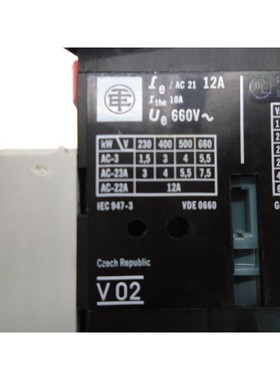 Ie / AC 21 12A
Ithe 10A
Ue 660V~
kW \ V 230 400 500 660
AC-3 1,5 3 4 5,5
AC-23A 3 4 5,5 7,5
AC-22A 12A
IEC 947-3 VDE 0660
Czech Republic
V 02